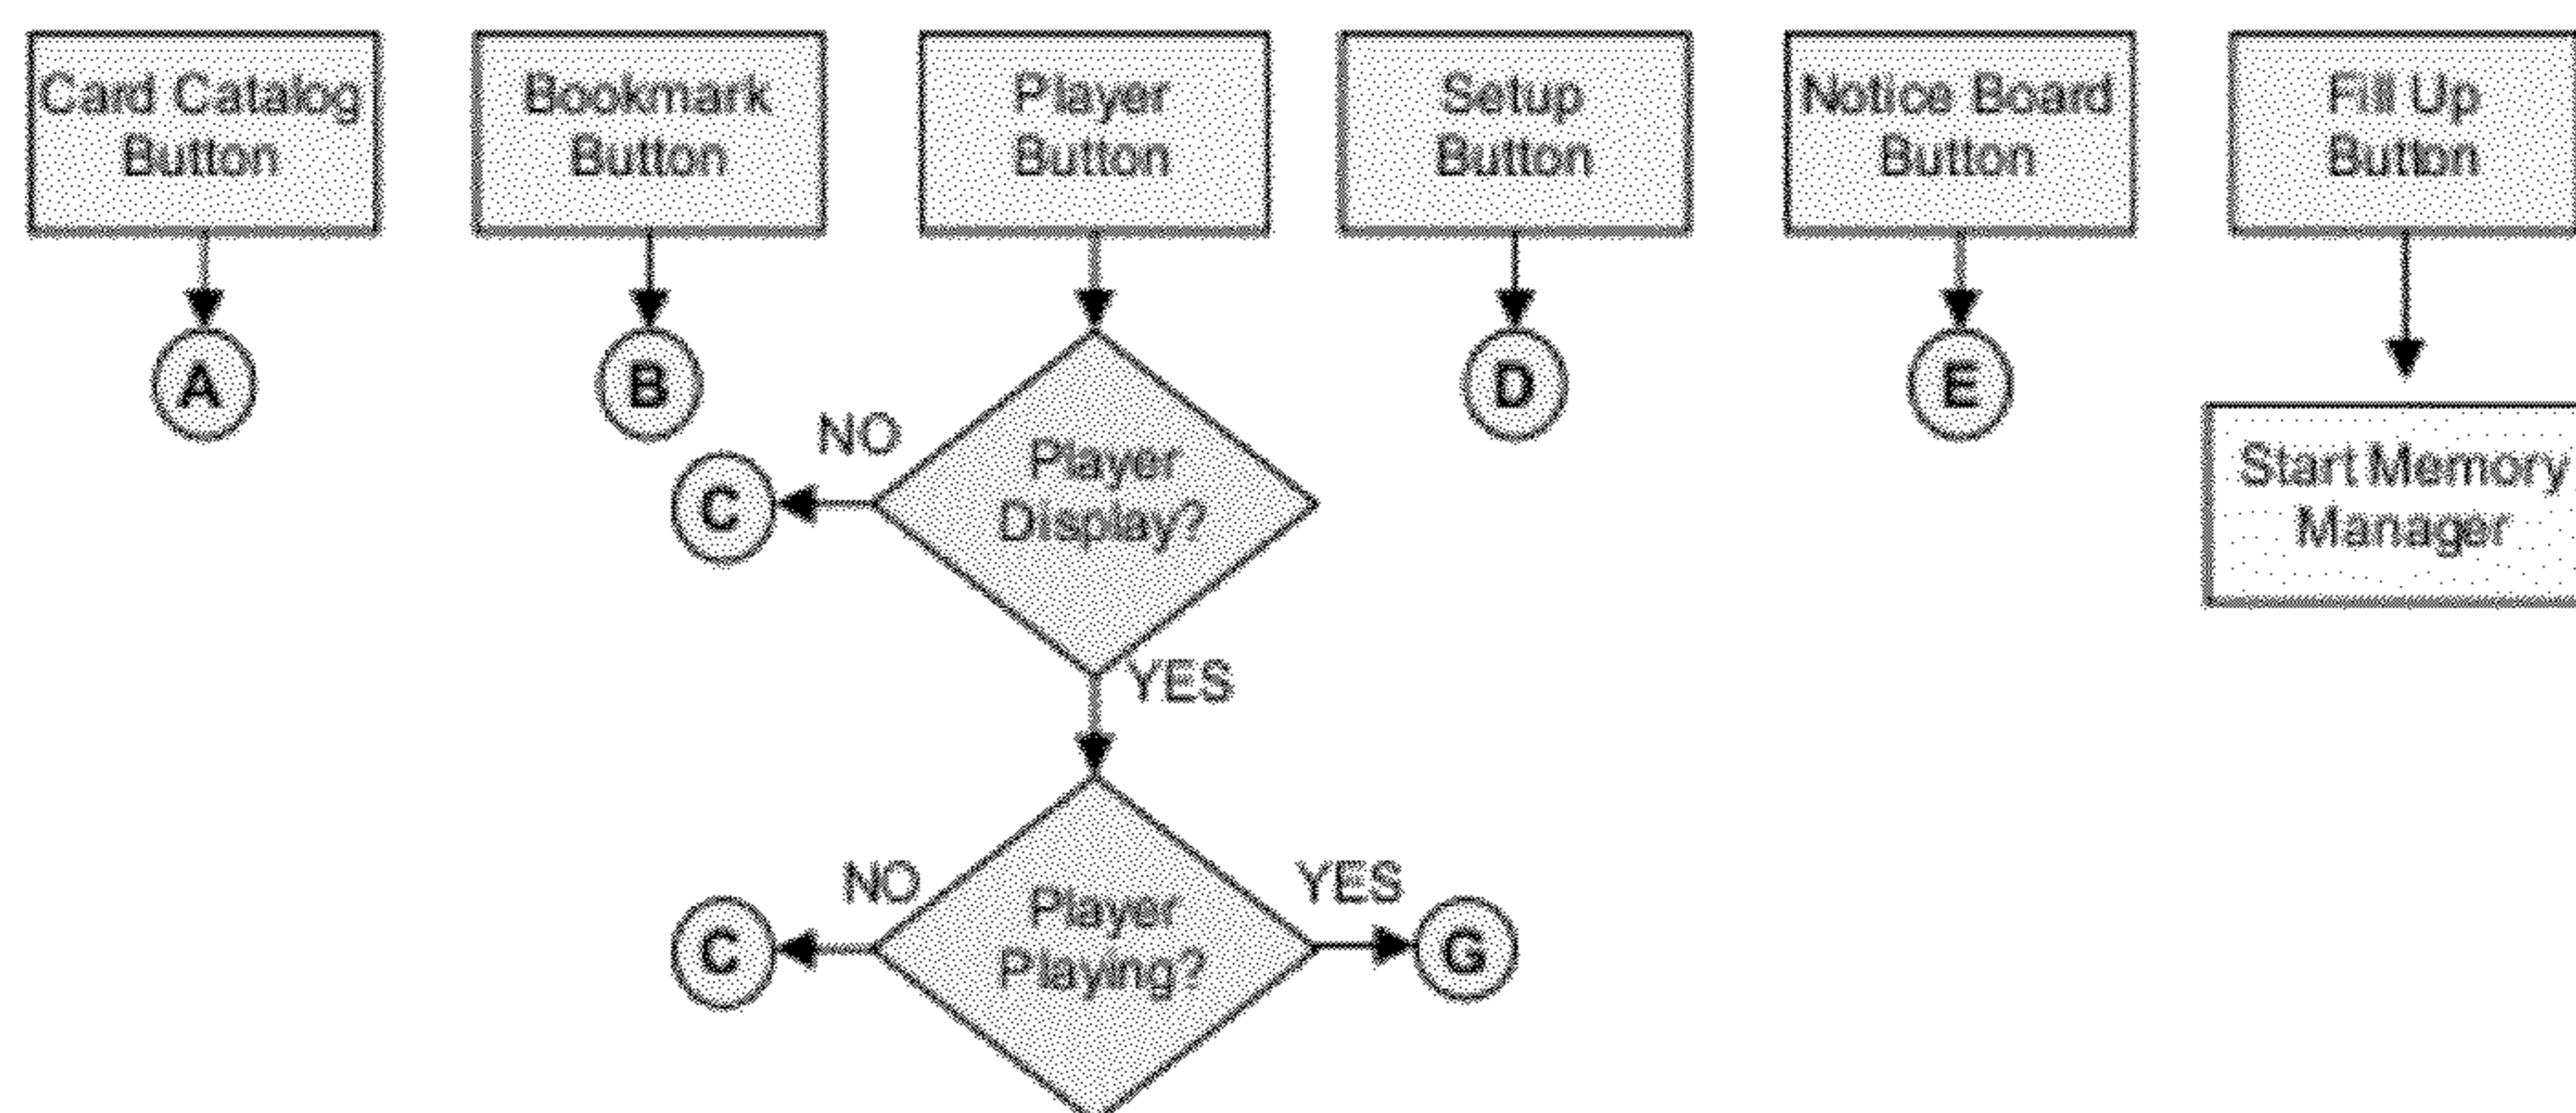 Card Catalog
Button
Bookmark
Button
Player
Button
Setup
Button
Notice Board
Button
Fill Up
Button
A
B
D
E
NO
C
Player
Display?
Start Memory
Manager
YES
NO
YES
C
Player
Playing?
G